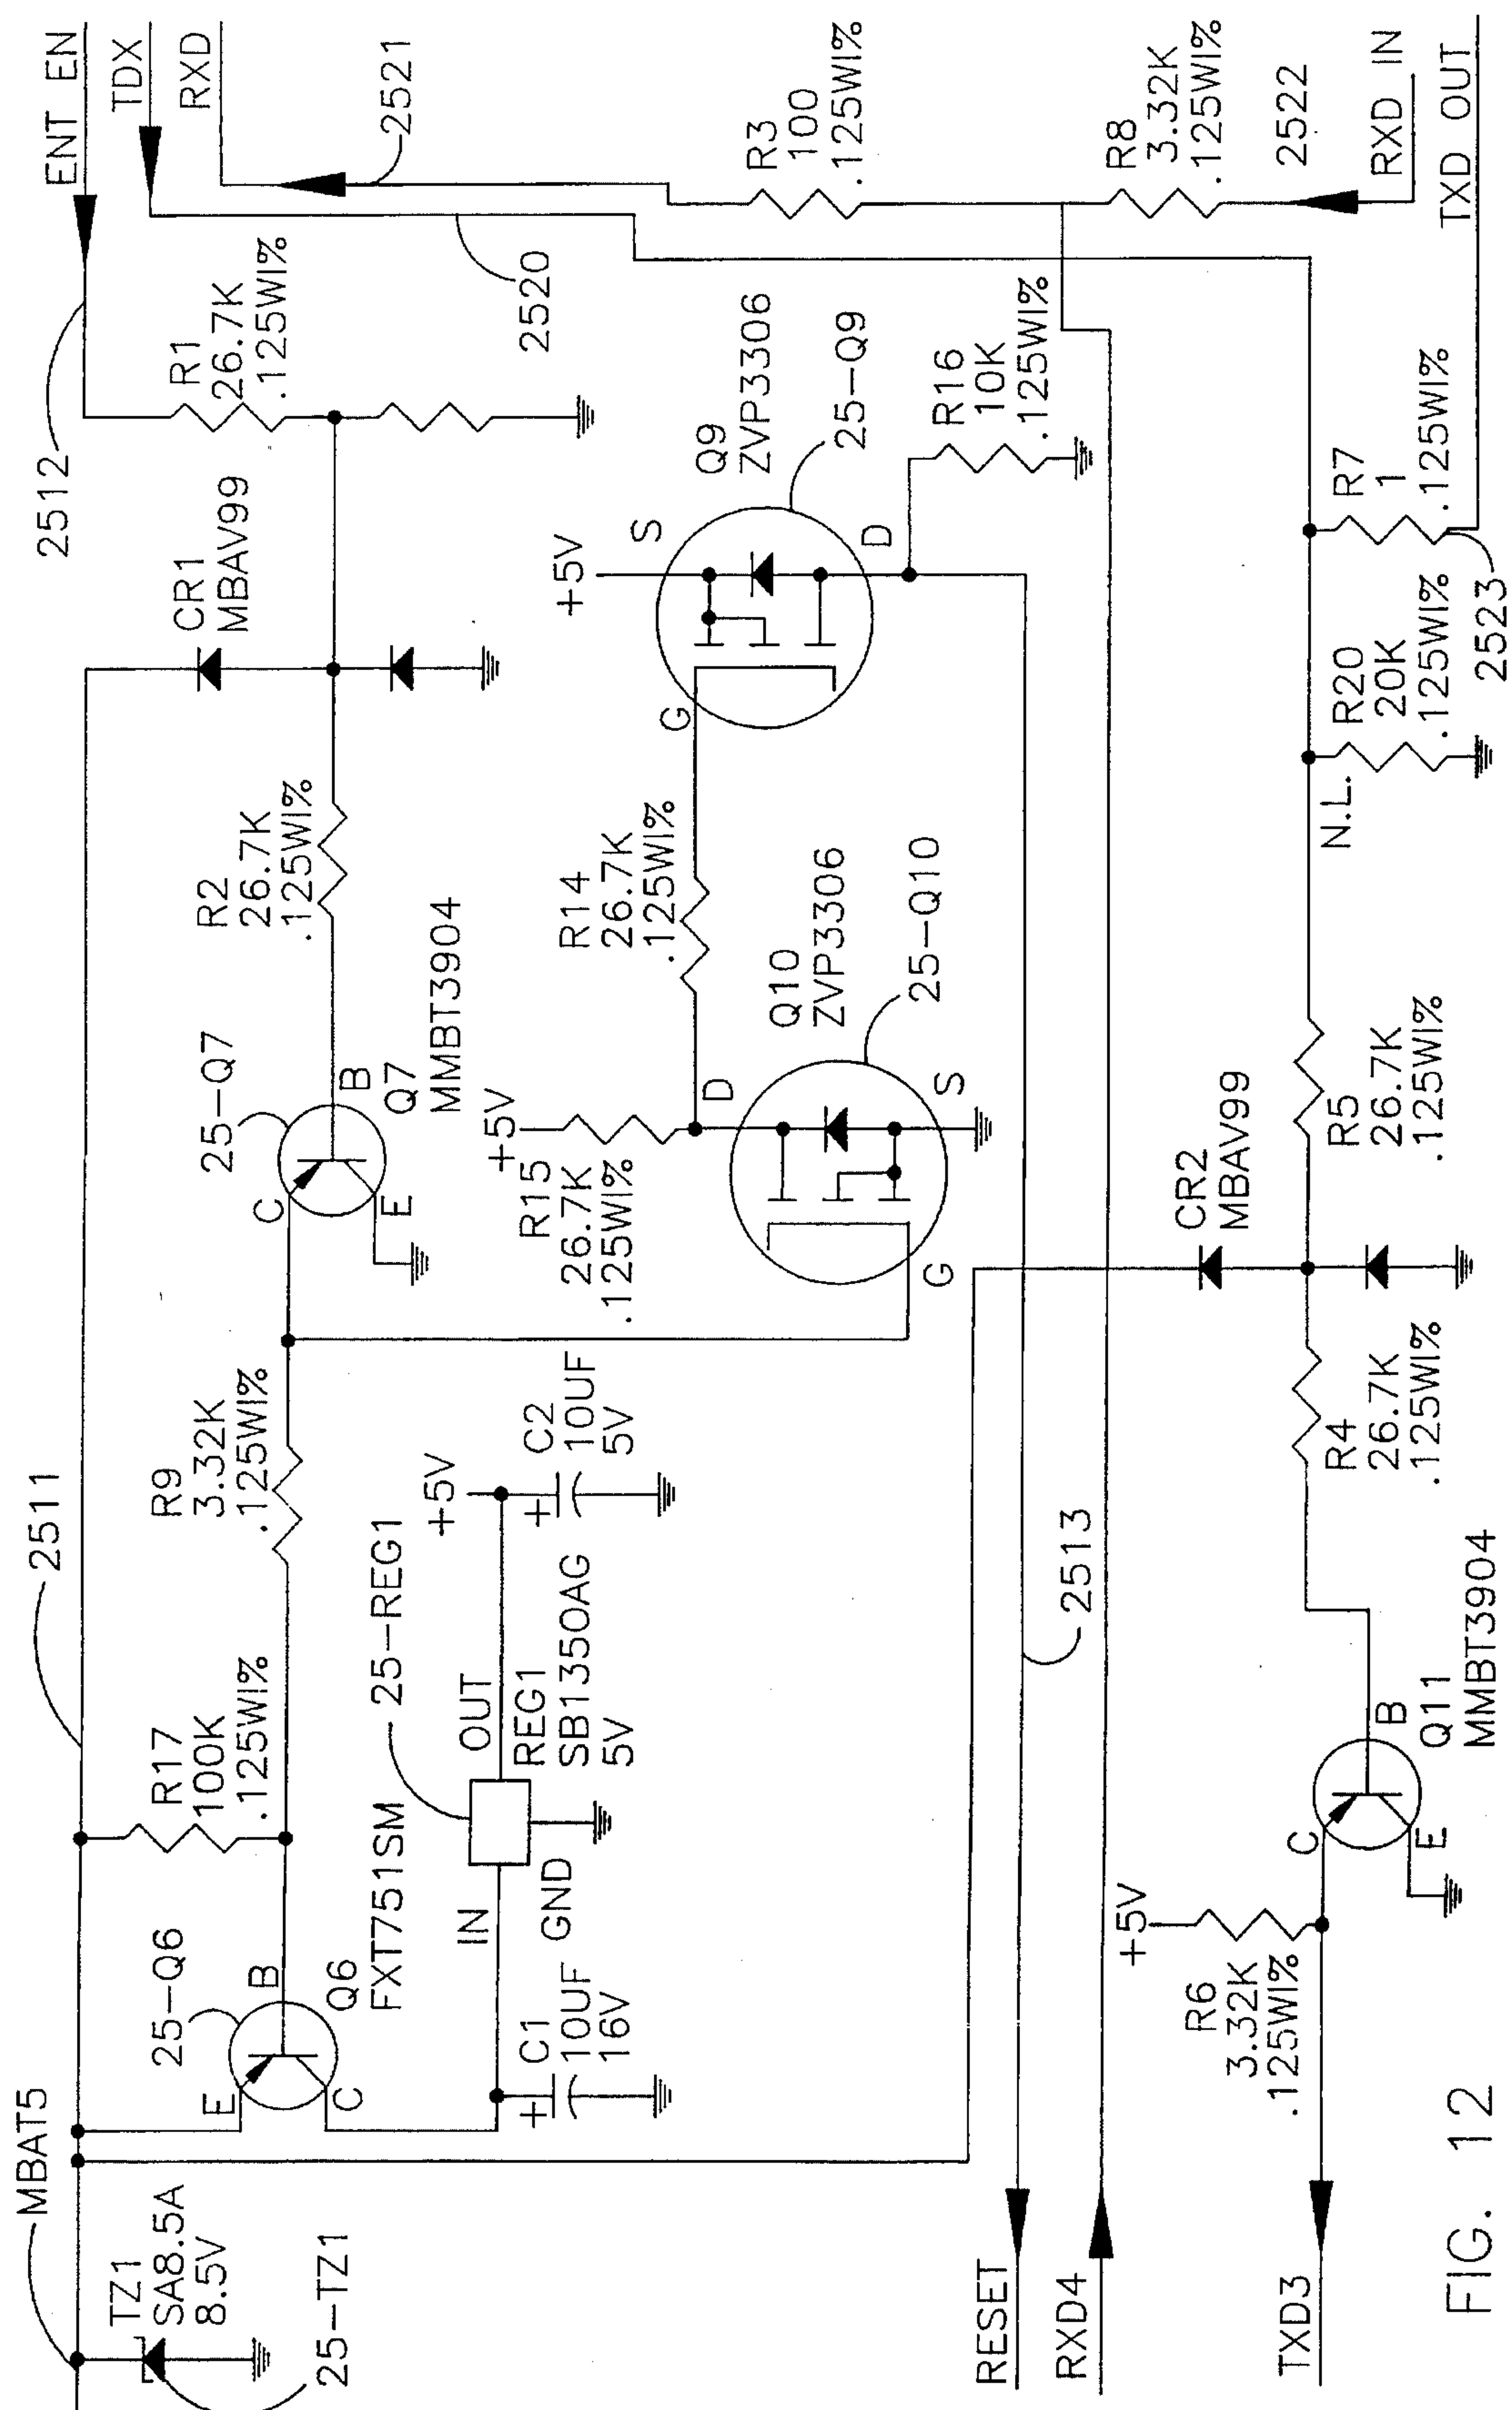 MBAT5
2511
2512
ENT EN
TDX
RXD
TZ1
SA8.5A
8.5V
25-TZ1
25-Q6
E
B
C
Q6
FXT751SM
R17
100K
.125W1%
R9
3.32K
.125W1%
25-Q7
C
B
E
Q7
MMBT3904
R2
26.7K
.125W1%
CR1
MBAV99
R1
26.7K
.125W1%
2520
2521
C1
10UF
16V
+
IN
OUT
GND
25-REG1
REG1
SB1350AG
5V
+5V
+
C2
10UF
5V
+5V
R15
26.7K
.125W1%
D
G
S
Q10
ZVP3306
25-Q10
R14
26.7K
.125W1%
+5V
S
G
D
Q9
ZVP3306
25-Q9
R16
10K
.125W1%
R3
100
.125W1%
R8
3.32K
.125W1%
2522
RXD IN
TXD OUT
RESET
2513
RXD4
TXD3
+5V
R6
3.32K
.125W1%
C
B
E
Q11
MMBT3904
R4
26.7K
.125W1%
CR2
MBAV99
R5
26.7K
.125W1%
N.L.
R20
20K
.125W1%
R7
1
.125W1%
2523
FIG. 12